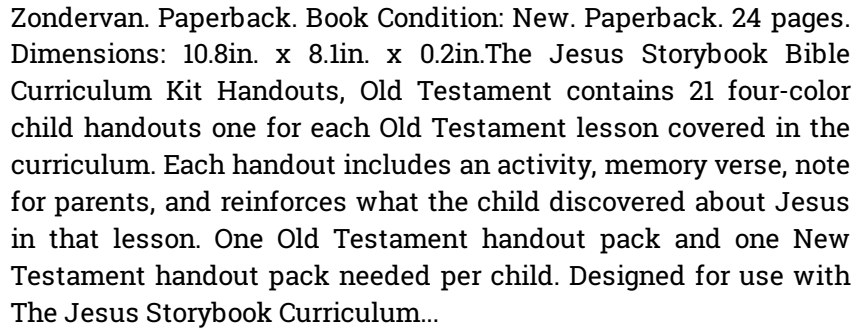 Zondervan. Paperback. Book Condition: New. Paperback. 24 pages.
Dimensions: 10.8in. x 8.1in. x 0.2in.The Jesus Storybook Bible
Curriculum Kit Handouts, Old Testament contains 21 four-color
child handouts one for each Old Testament lesson covered in the
curriculum. Each handout includes an activity, memory verse, note
for parents, and reinforces what the child discovered about Jesus
in that lesson. One Old Testament handout pack and one New
Testament handout pack needed per child. Designed for use with
The Jesus Storybook Curriculum...